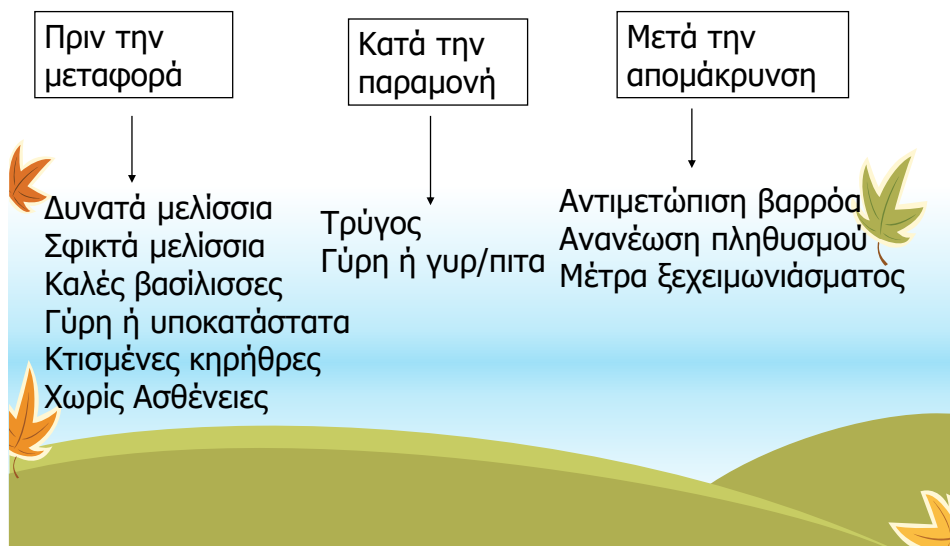 Πριν την
μεταφορά
Δυνατά μελίσσια
Σφικτά μελίσσια
Καλές βασίλισσες
Γύρη ή υποκατάστατα
Κτισμένες κηρήθρες
Χωρίς Ασθένειες
Κατά την
παραμονή
Τρύγος
Γύρη ή γυρ/πιτα
Μετά την
απομάκρυνση
Αντιμετώπιση βαρρόα
Ανανέωση πληθυσμού
Μέτρα ξεχειμωνιάσματος